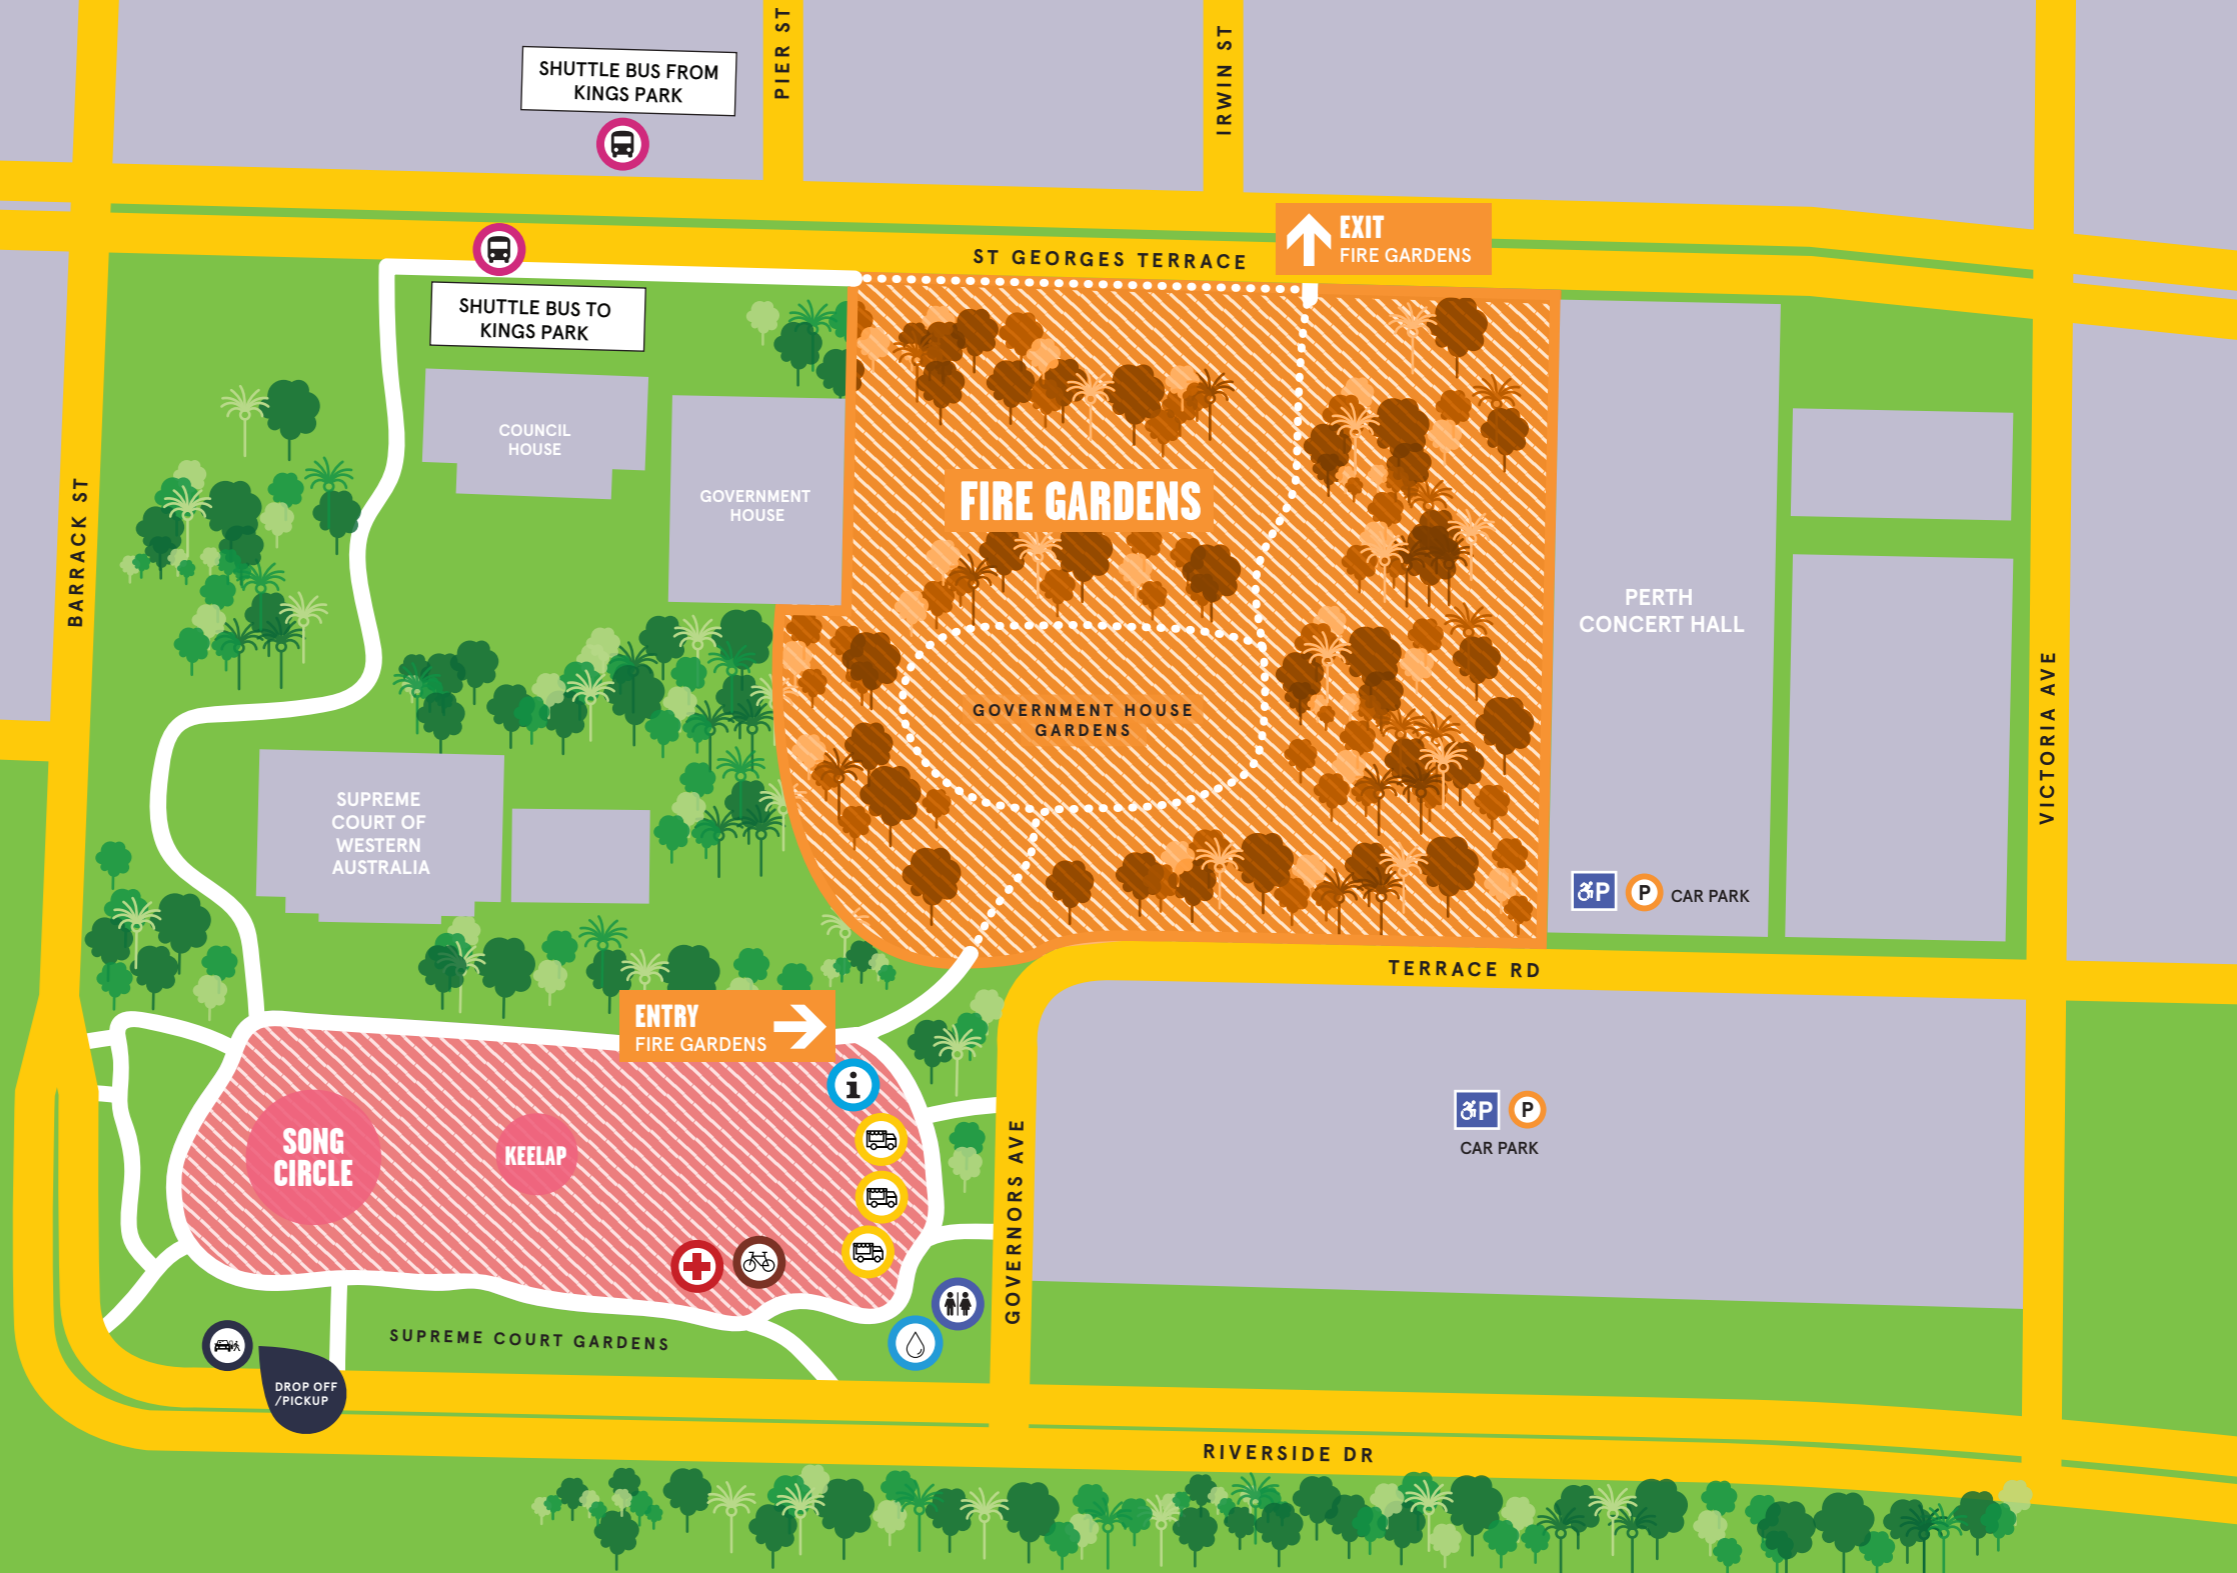 PIER ST
IRWIN ST
SHUTTLE BUS FROM
KINGS PARK
EXIT
FIRE GARDENS
ST GEORGES TERRACE
SHUTTLE BUS TO
KINGS PARK
COUNCIL
HOUSE
GOVERNMENT
HOUSE
FIRE GARDENS
BARRACK ST
PERTH
CONCERT HALL
GOVERNMENT HOUSE
GARDENS
VICTORIA AVE
SUPREME
COURT OF
WESTERN
AUSTRALIA
P
P
CAR PARK
TERRACE RD
ENTRY
FIRE GARDENS
i
P
P
CAR PARK
SONG
CIRCLE
KEELAP
GOVERNORS AVE
SUPREME COURT GARDENS
DROP OFF
/PICKUP
RIVERSIDE DR